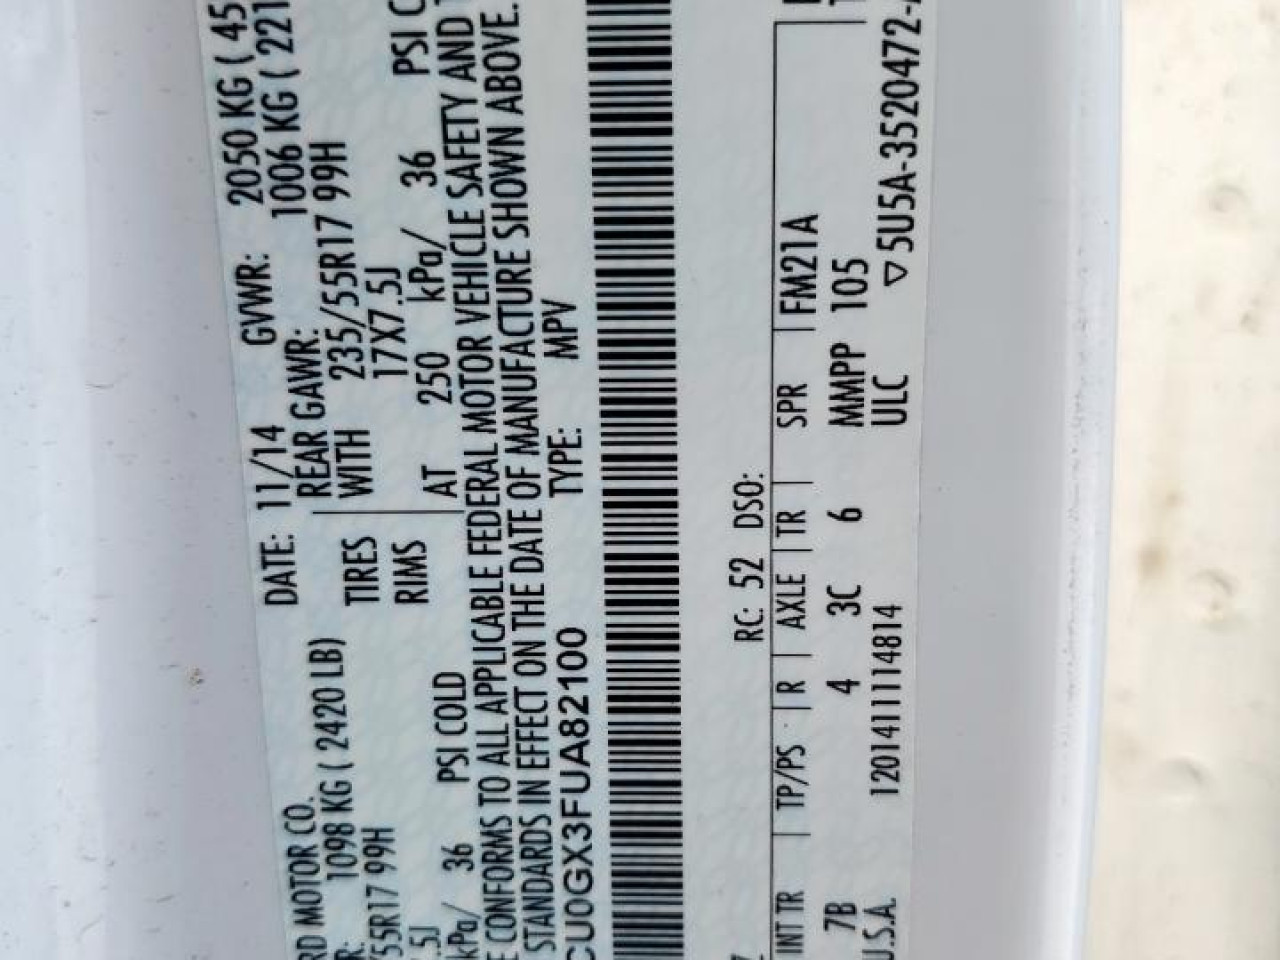 RD MOTOR CO. DATE: 11/14 GVWR: 2050 KG ( 45
R: 1098 KG ( 2420 LB) REAR GAWR: 1006 KG ( 221
/55R17 99H TIRES WITH 235/55R17 99H
.5J RIMS 17X7.5J
kPa/ 36 PSI COLD AT 250 kPa/ 36 PSI C
E CONFORMS TO ALL APPLICABLE FEDERAL MOTOR VEHICLE SAFETY AND
STANDARDS IN EFFECT ON THE DATE OF MANUFACTURE SHOWN ABOVE.
CU0GX3FUA82100 TYPE: MPV
RC: 52 DSO:
INT TR | TP/PS | R | AXLE | TR | SPR | FM21A
7B 4 3C 6 MMPP 105
U.S.A. 120141114814 ULC
▽5U5A-3520472-